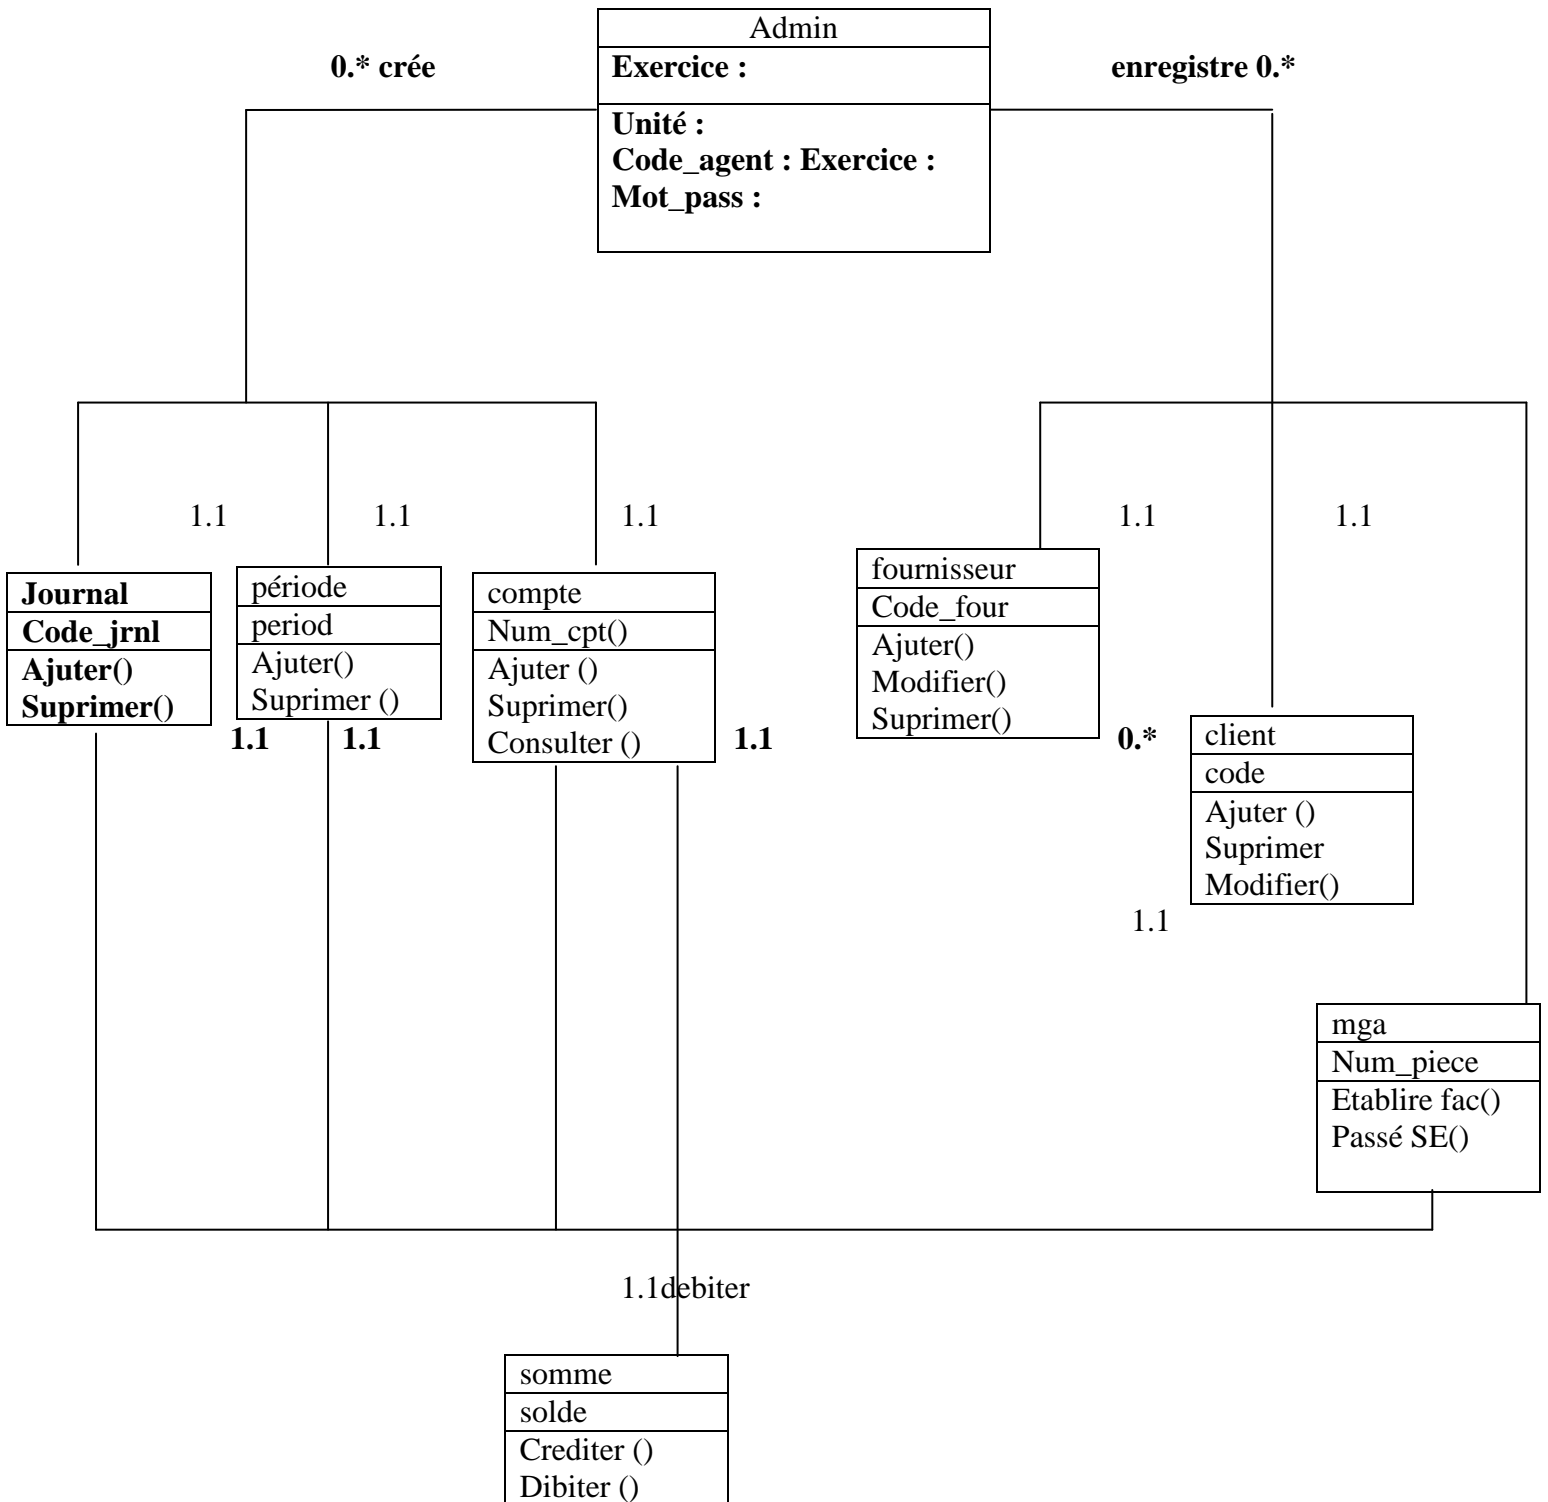 Admin
0.* crée
Exercice :
enregistre 0.*
Unité :
Code_agent : Exercice :
Mot_pass :
1.1
1.1
1.1
1.1
1.1
Journal
Code_jrnl
Ajuter()
Suprimer()
période
period
Ajuter()
Suprimer ()
compte
Num_cpt()
Ajuter ()
Suprimer()
Consulter ()
fournisseur
Code_four
Ajuter()
Modifier()
Suprimer()
1.1
1.1
1.1
0.*
client
code
Ajuter ()
Suprimer
Modifier()
1.1
mga
Num_piece
Etablire fac()
Passé SE()
1.1debiter
somme
solde
Crediter ()
Dibiter ()